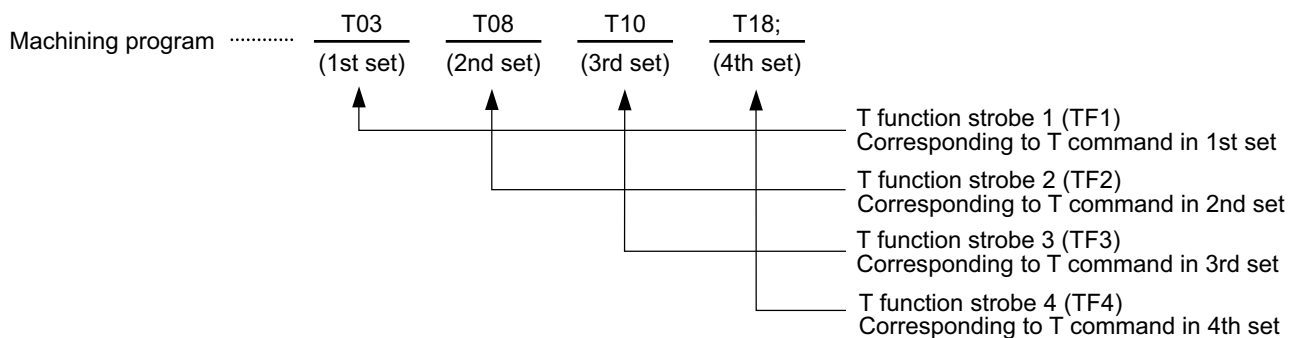 Machining program ············ T03 T08 T10 T18;
(1st set) (2nd set) (3rd set) (4th set)
T function strobe 1 (TF1)
Corresponding to T command in 1st set
T function strobe 2 (TF2)
Corresponding to T command in 2nd set
T function strobe 3 (TF3)
Corresponding to T command in 3rd set
T function strobe 4 (TF4)
Corresponding to T command in 4th set